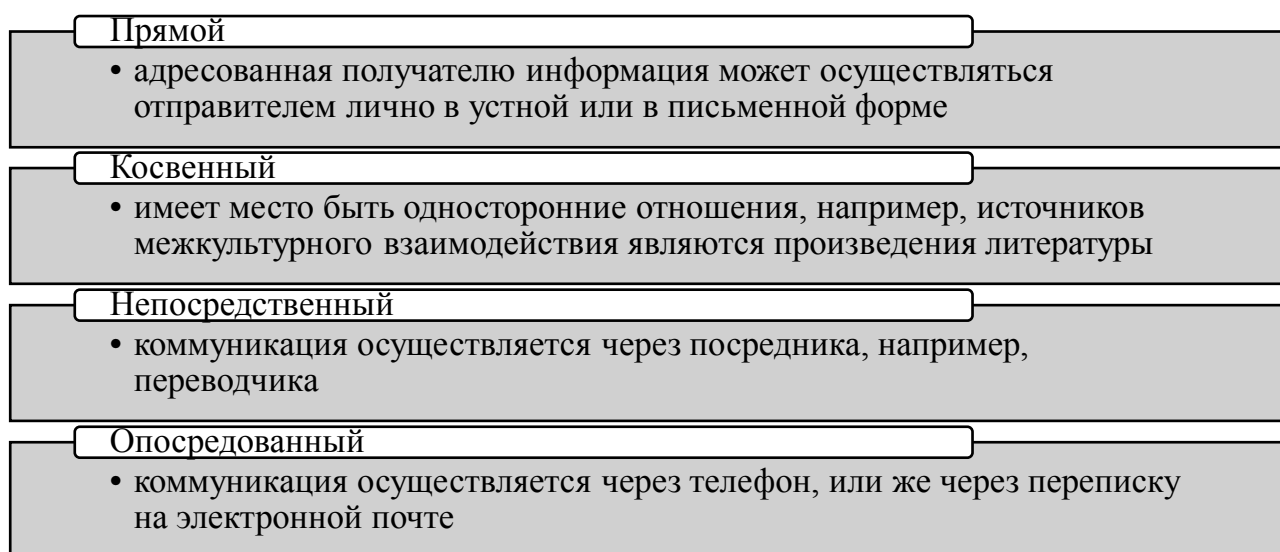 Прямой
• адресованная получателю информация может осуществляться
отправителем лично в устной или в письменной форме
Косвенный
• имеет место быть односторонние отношения, например, источников
межкультурного взаимодействия являются произведения литературы
Непосредственный
• коммуникация осуществляется через посредника, например,
переводчика
Опосредованный
• коммуникация осуществляется через телефон, или же через переписку
на электронной почте